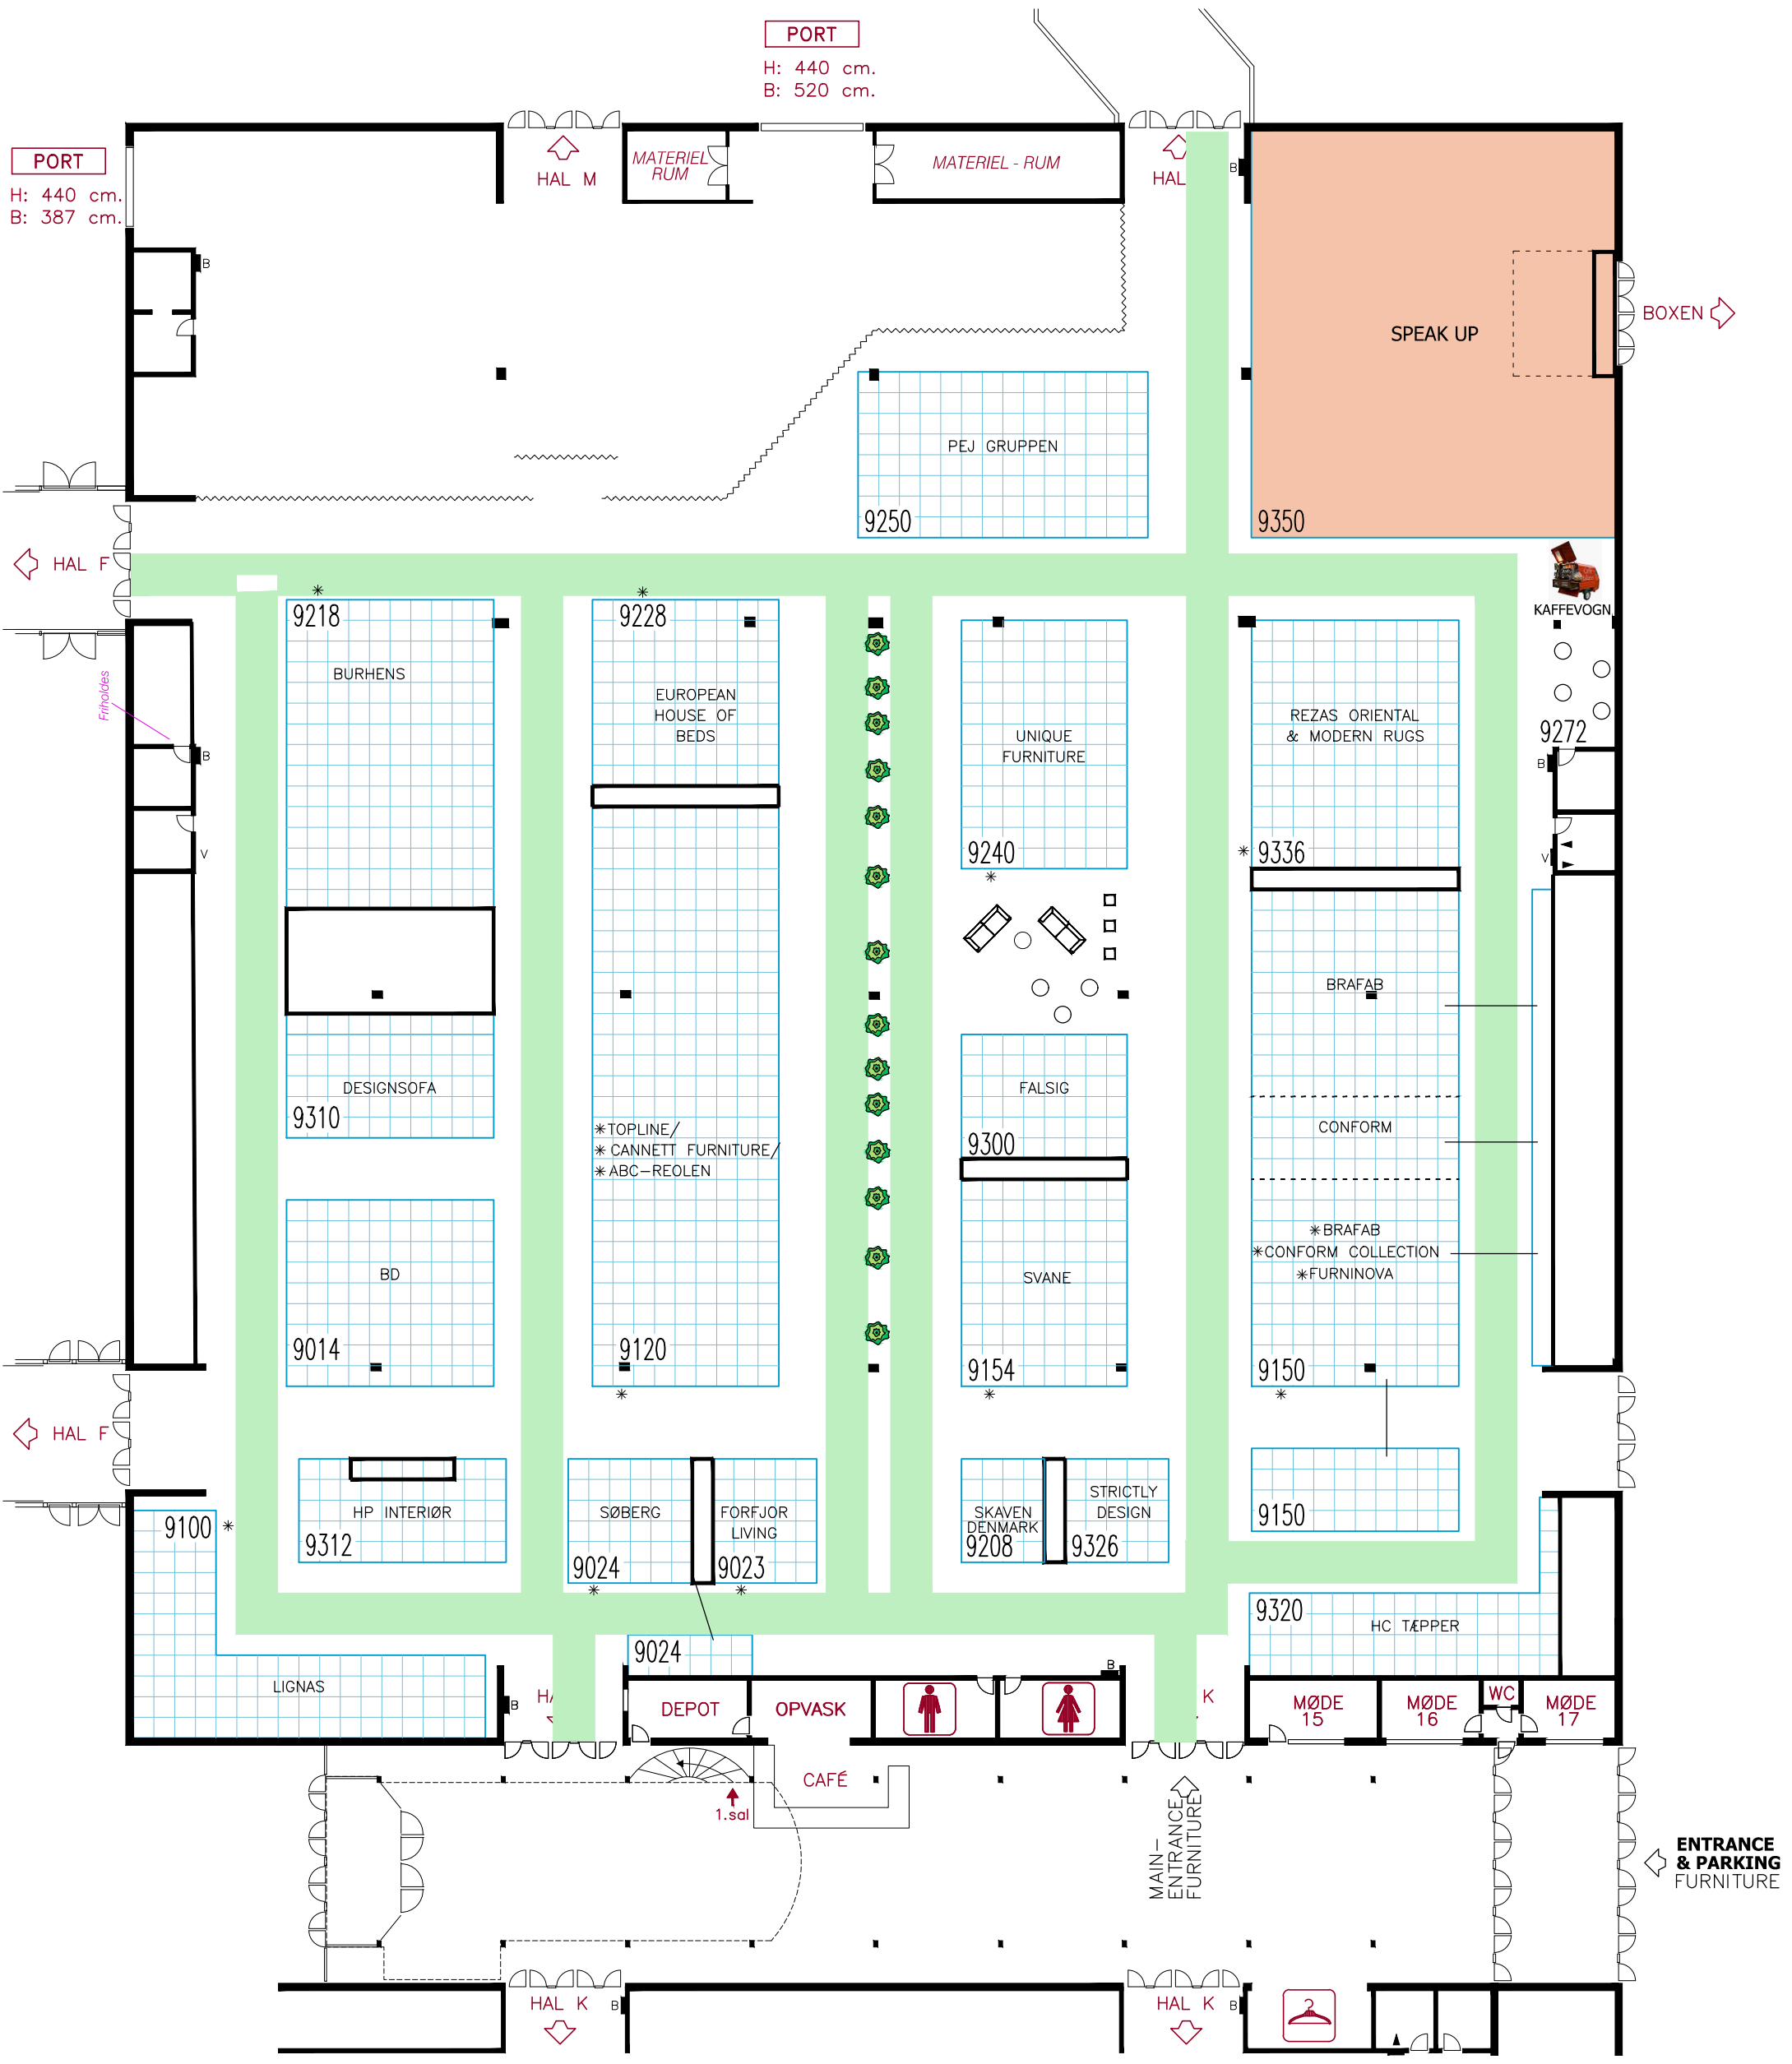 PORT
H: 440 cm.
B: 520 cm.
PORT
H: 440 cm.
B: 387 cm.
HAL M
MATERIEL
RUM
MATERIEL - RUM
HAL
B
B
SPEAK UP
BOXEN
PEJ GRUPPEN
9250
9350
HAL F
KAFFEVOGN
9218
BURHENS
9228
EUROPEAN
HOUSE OF
BEDS
UNIQUE
FURNITURE
9240
REZAS ORIENTAL
& MODERN RUGS
9336
9272
Friholdes
B
B
V
V
BRAFAB
DESIGNSOFA
9310
*TOPLINE/
* CANNETT FURNITURE/
* ABC-REOLEN
FALSIG
9300
CONFORM
BD
9014
9120
SVANE
9154
*BRAFAB
*CONFORM COLLECTION
*FURNINOVA
9150
HAL F
9100
HP INTERIØR
9312
SØBERG
9024
FORFJOR
LIVING
9023
SKAVEN
DENMARK
9208
STRICTLY
DESIGN
9326
9150
9320
HC TÆPPER
9024
LIGNAS
B
B
DEPOT
OPVASK
K
MØDE
15
MØDE
16
WC
MØDE
17
CAFÉ
1.sal
MAIN-
ENTRANCE
FURNITURE
ENTRANCE
& PARKING
FURNITURE
HAL K
B
HAL K
B